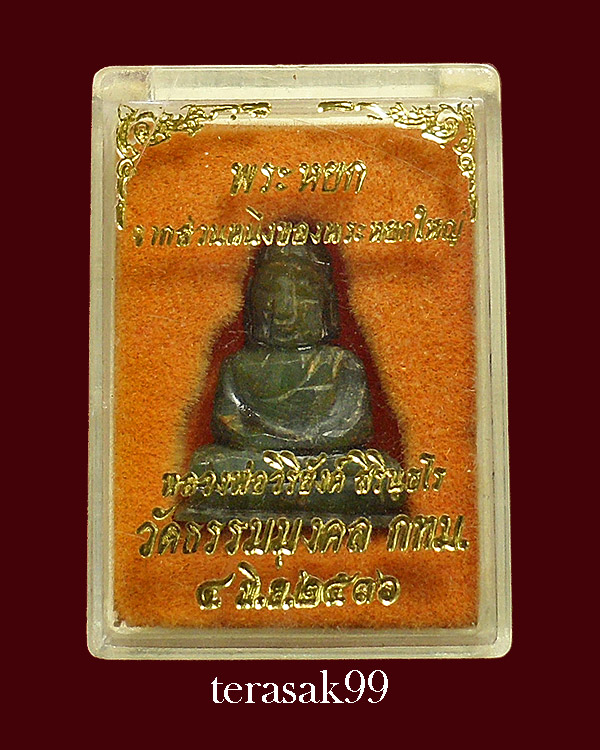 พระหยก
จากส่วนหนึ่งของพระหยกใหญ่
หลวงพ่อวิริยังค์ สิรินฺธโร
วัดธรรมมงคล กทม.
๔ มิ.ย.๒๕๓๖
terasak99